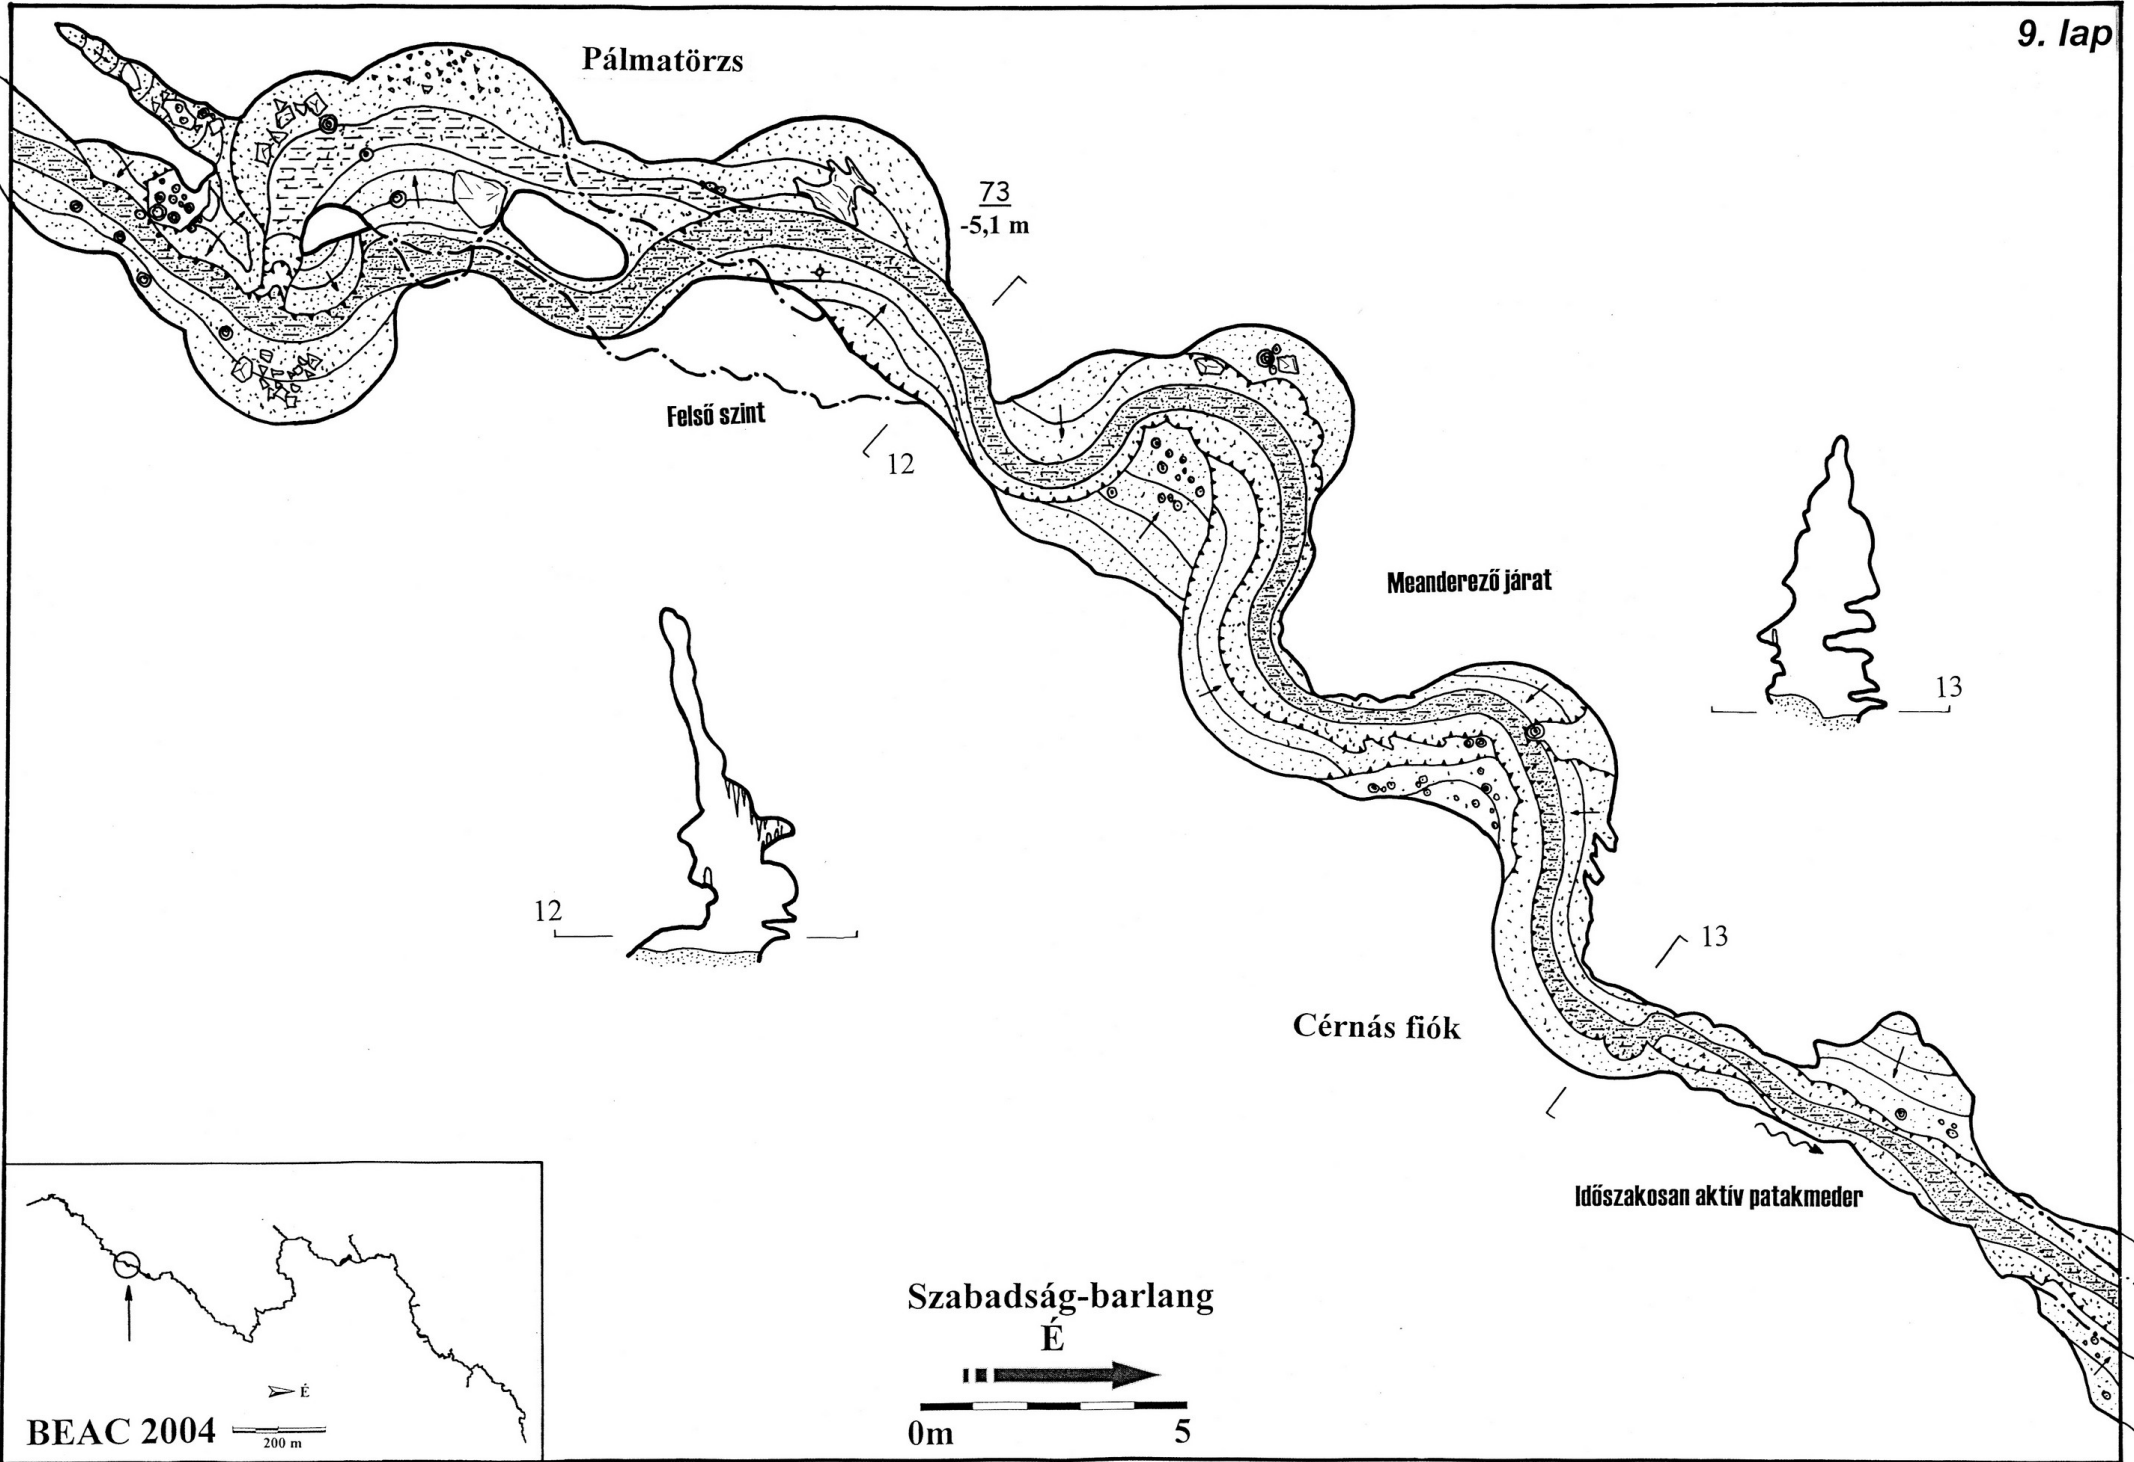 9. lap
Pálmatörzs
73
-5,1 m
Felső szint
12
Meanderező járat
13
12
13
Cérnás fiók
Időszakosan aktív patakmeder
Szabadság-barlang
É
0m 5
É
BEAC 2004
200 m